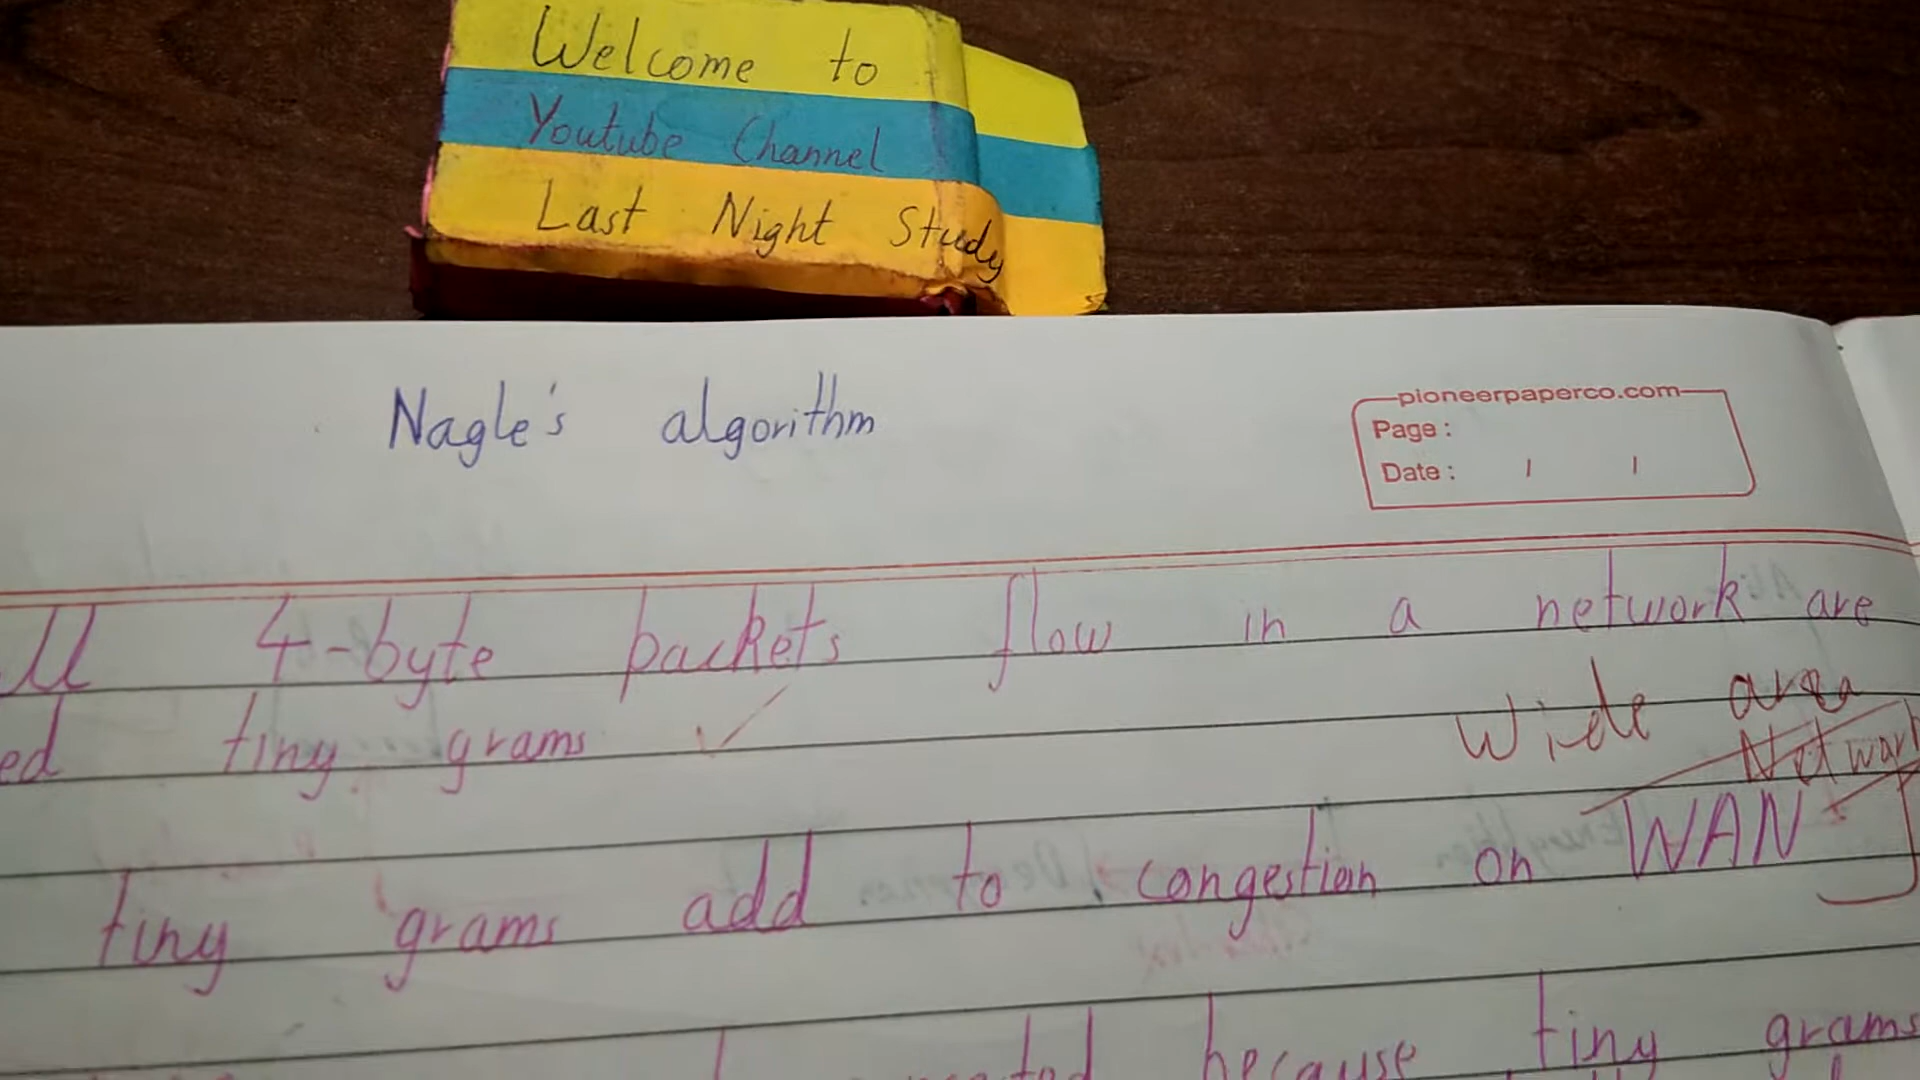 Welcome to
Youtube Channel
Last Night Study
Nagle's algorithm
pioneerpaperco.com
Page :
Date : / /
ll 4-byte packets flow in a network are
ed tiny grams ✓
Wide area
Network
tiny grams add to congestion on WAN
because tiny grams